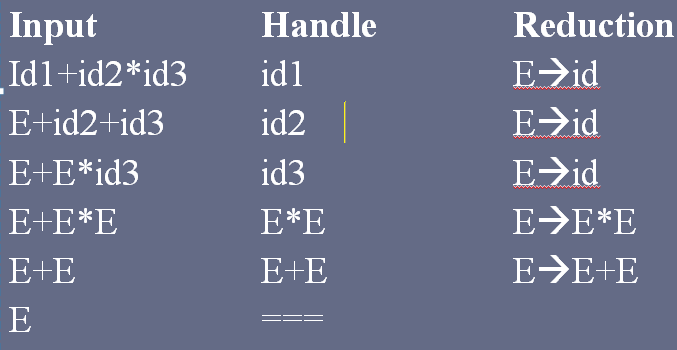 Input Handle Reduction
Id1+id2*id3 id1 E→id
E+id2+id3 id2 E→id
E+E*id3 id3 E→id
E+E*E E*E E→E*E
E+E E+E E→E+E
E ===